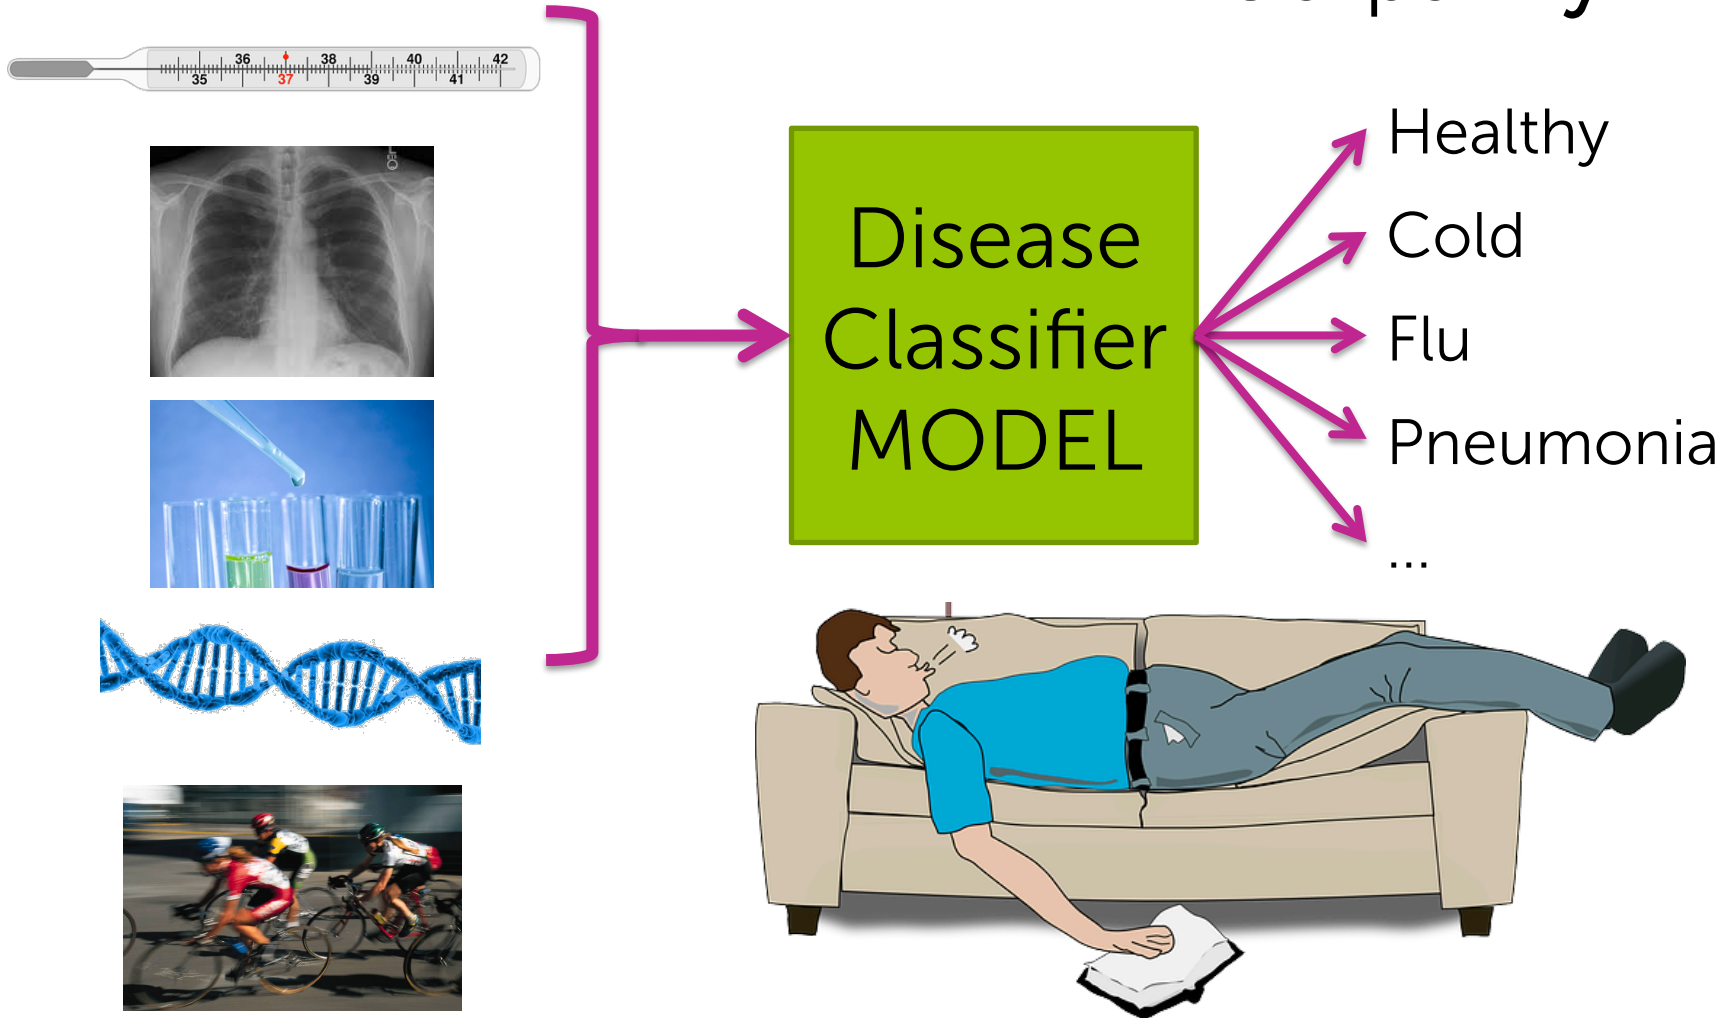 36 38 40 42
35 37 39 41
Healthy
Cold
Disease
Classifier
MODEL
Flu
Pneumonia
...